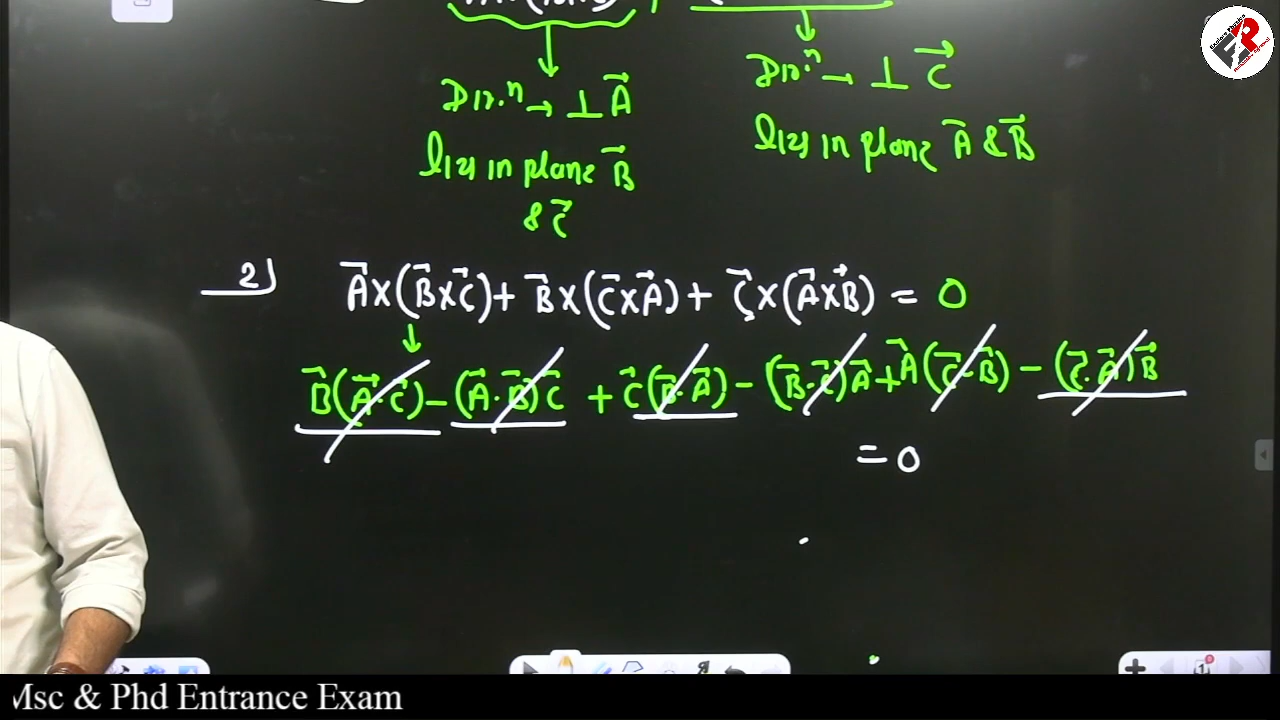 Dir.n → ⊥ A⃗
lies in plane B⃗
& C⃗
Dir.n → ⊥ C⃗
lies in plane A⃗ & B⃗
2) A⃗×(B⃗×C⃗)+ B⃗×(C⃗×A⃗)+ C⃗×(A⃗×B⃗) = 0
B⃗(A⃗·C⃗)-(A⃗·B⃗)C⃗ + C⃗(B⃗·A⃗)-(B⃗·C⃗)A⃗+A⃗(C⃗·B⃗)-(C⃗·A⃗)B⃗
= 0
Msc & Phd Entrance Exam